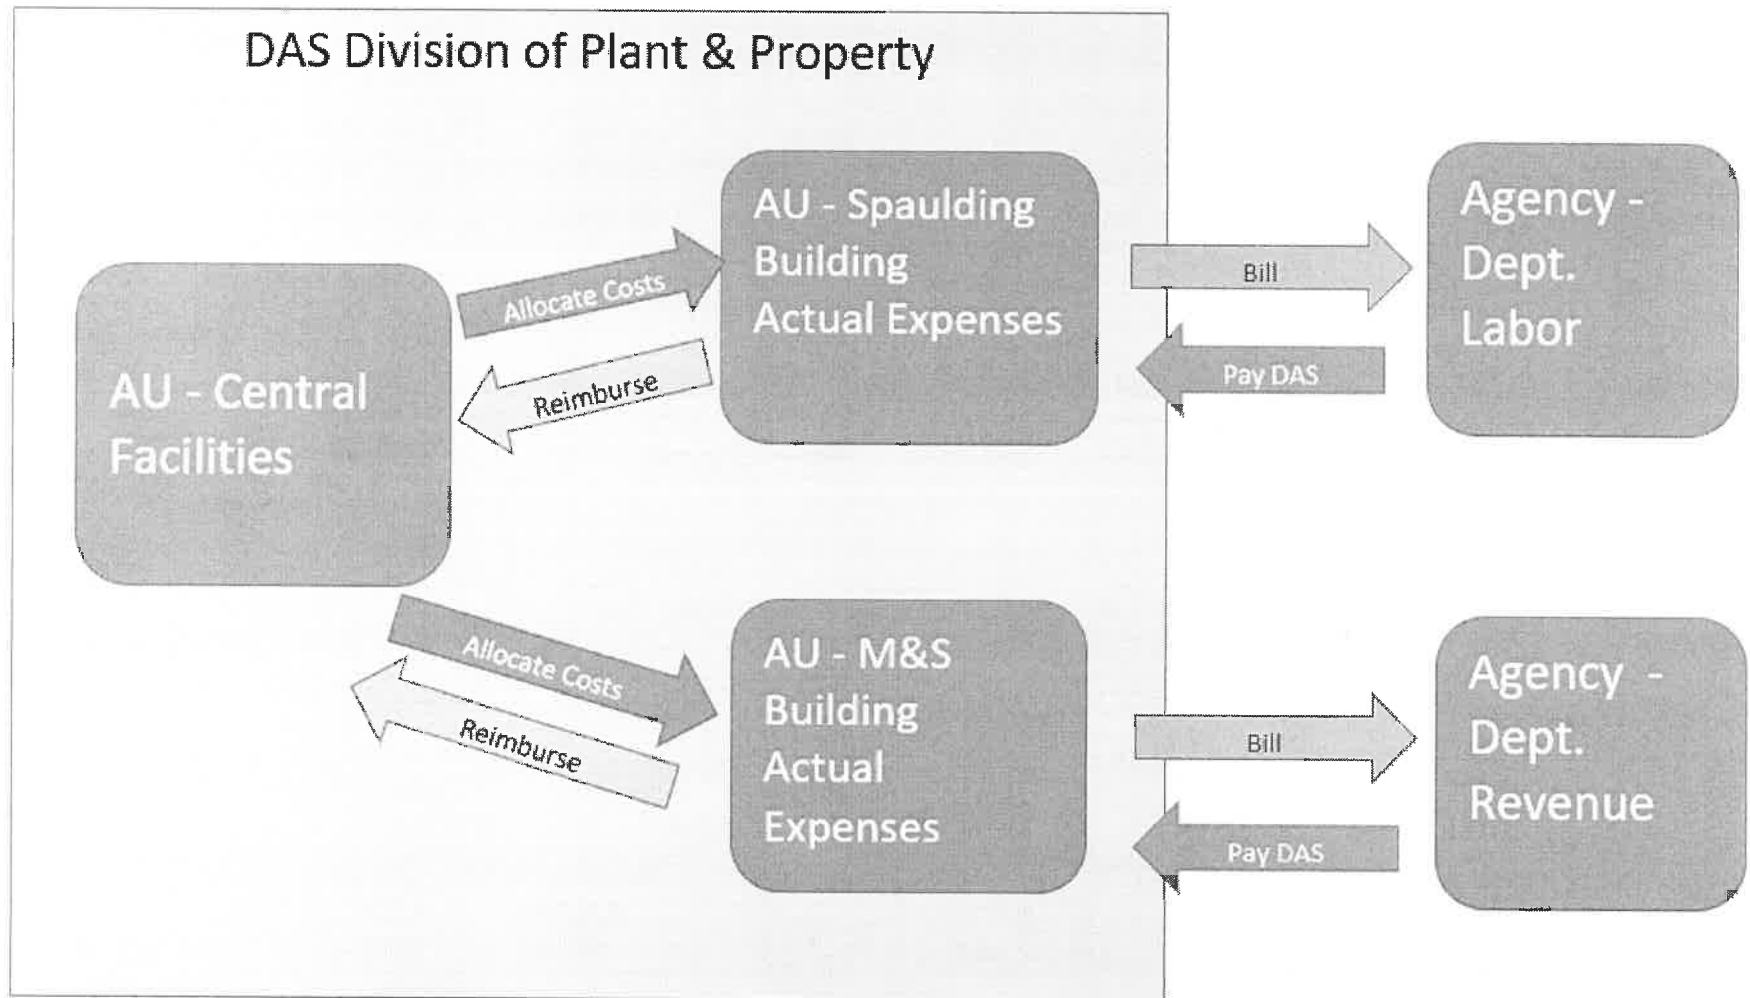 DAS Division of Plant & Property
AU - Central
Facilities
Allocate Costs
Reimburse
AU - Spaulding
Building
Actual Expenses
Bill
Pay DAS
Agency -
Dept.
Labor
Allocate Costs
Reimburse
AU - M&S
Building
Actual
Expenses
Bill
Pay DAS
Agency -
Dept.
Revenue